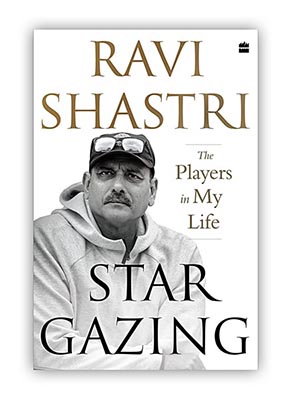 RAVI
SHASTRI
The
Players
in My
Life
STAR
GAZING